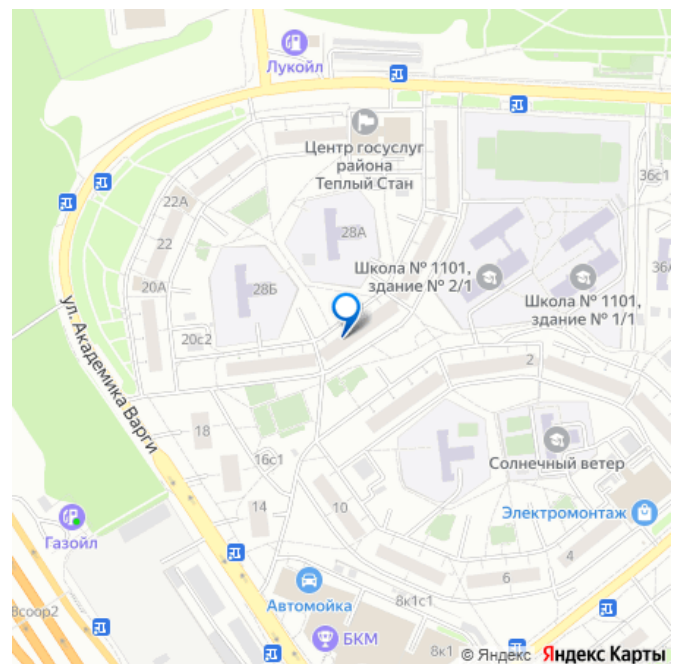 Лукойл
Центр госуслуг
района
Теплый Стан
36с1
22А
28А
22
Школа № 1101,
здание № 2/1
36А
20А
28Б
Школа № 1101,
здание № 1/1
ул. Академика Варги
20с2
2
18
16с1
Солнечный ветер
14
10
Электромонтаж
Газойл
4
6
Автомойка
8к1с1
БКМ
8к1
© Яндекс Яндекс Карты